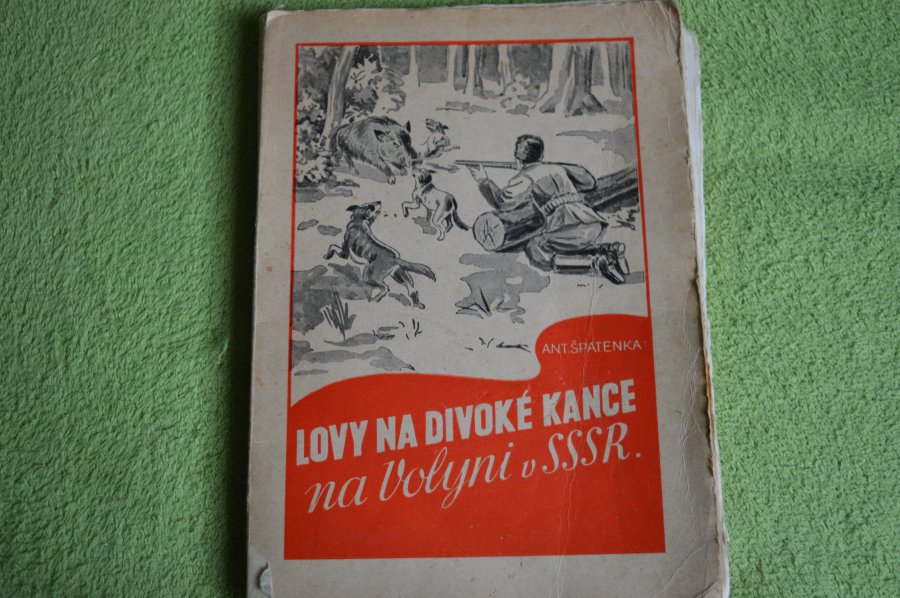 ANT. ŠPATENKA:
LOVY NA DIVOKÉ KANCE
na Volyni v SSSR.